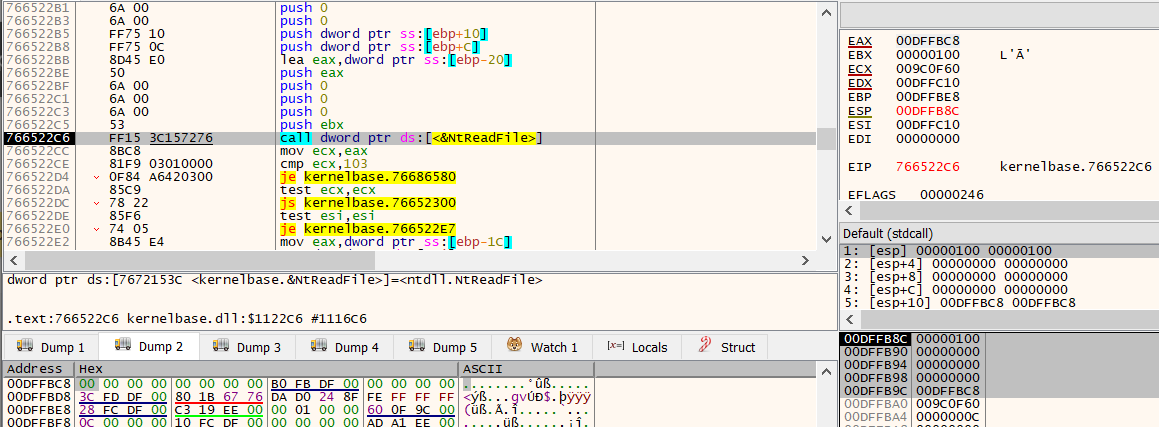 766522B1 6A 00 push 0
766522B3 6A 00 push 0
766522B5 FF75 10 push dword ptr ss:[ebp+10]
766522B8 FF75 0C push dword ptr ss:[ebp+C]
766522BB 8D45 E0 lea eax,dword ptr ss:[ebp-20]
766522BE 50 push eax
766522BF 6A 00 push 0
766522C1 6A 00 push 0
766522C3 6A 00 push 0
766522C5 53 push ebx
766522C6 FF15 3C157276 call dword ptr ds:[<&NtReadFile>]
766522CC 8BC8 mov ecx,eax
766522CE 81F9 03010000 cmp ecx,103
766522D4 0F84 A6420300 je kernelbase.76686580
766522DA 85C9 test ecx,ecx
766522DC 78 22 js kernelbase.76652300
766522DE 85F6 test esi,esi
766522E0 74 05 je kernelbase.766522E7
766522E2 8B45 E4 mov eax,dword ptr ss:[ebp-1C]
dword ptr ds:[7672153C <kernelbase.&NtReadFile>]=<ntdll.NtReadFile>
.text:766522C6 kernelbase.dll:$1122C6 #1116C6
EAX 00DFFBC8
EBX 00000100 L'Ā'
ECX 009C0F60
EDX 00DFFC10
EBP 00DFFBE8
ESP 00DFFB8C
ESI 00DFFC10
EDI 00000000
EIP 766522C6 kernelbase.766522C6
EFLAGS 00000246
Default (stdcall)
1: [esp] 00000100 00000100
2: [esp+4] 00000000 00000000
3: [esp+8] 00000000 00000000
4: [esp+C] 00000000 00000000
5: [esp+10] 00DFFBC8 00DFFBC8
Dump 1 Dump 2 Dump 3 Dump 4 Dump 5 Watch 1 [x=] Locals Struct
Address Hex ASCII
00DFFBC8 00 00 00 00 00 00 00 00 B0 FB DF 00 00 00 00 00 ........°ûß.....
00DFFBD8 3C FD DF 00 80 1B 67 76 DA D0 24 8F FE FF FF FF <ýß...gvÚÐ$.þÿÿÿ
00DFFBE8 28 FC DF 00 C3 19 EE 00 00 01 00 00 60 0F 9C 00 (üß.Ã.î.....`...
0C 00 00 00 10 FC DF 00 00 00 00 00 AD A1 EE 00
00DFFB8C 00000100
00DFFB90 00000000
00DFFB94 00000000
00DFFB98 00000000
00DFFB9C 00DFFBC8
00DFFBA0 009C0F60
00DFFBA4 0000000C